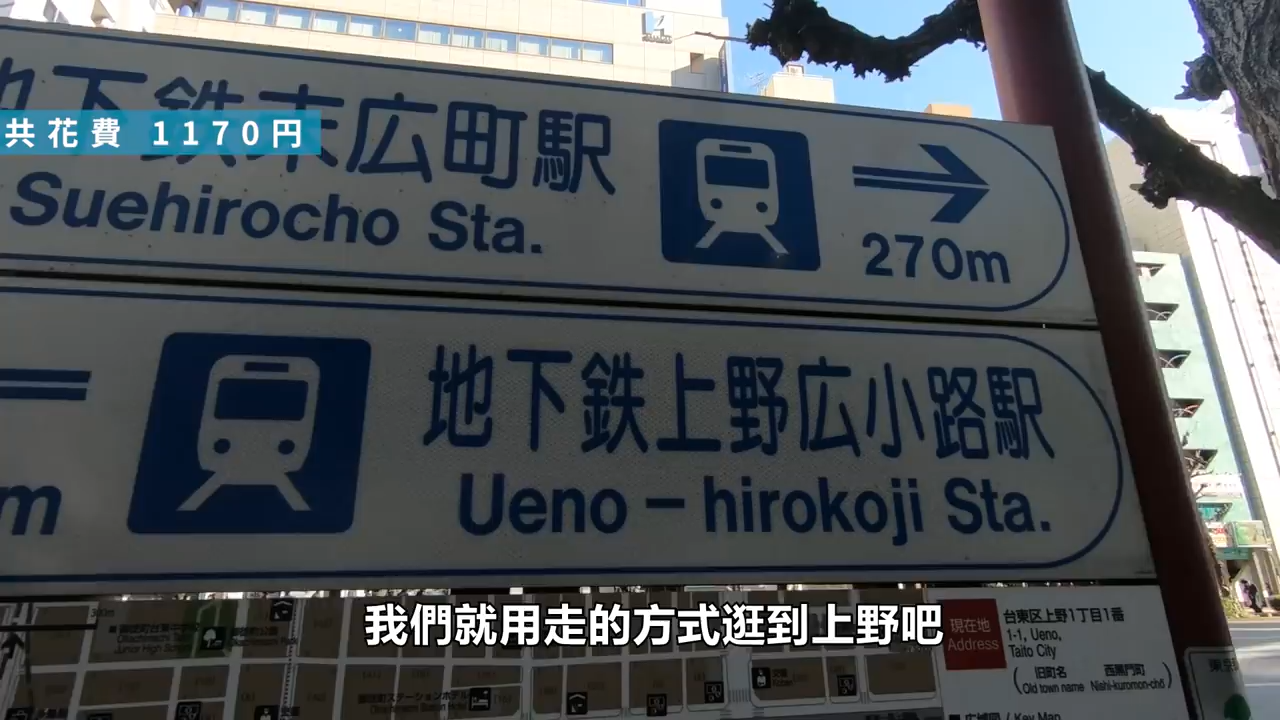 地下鉄末広町駅
共花費 1170円
Suehirocho Sta.
270m
地下鉄上野広小路駅
m
Ueno-hirokoji Sta.
我們就用走的方式逛到上野吧
現在地
Address
台東区上野1丁目1番
1-1, Ueno,
Taito City
旧町名 西黒門町
Old town name Nishi-kuromon-chō